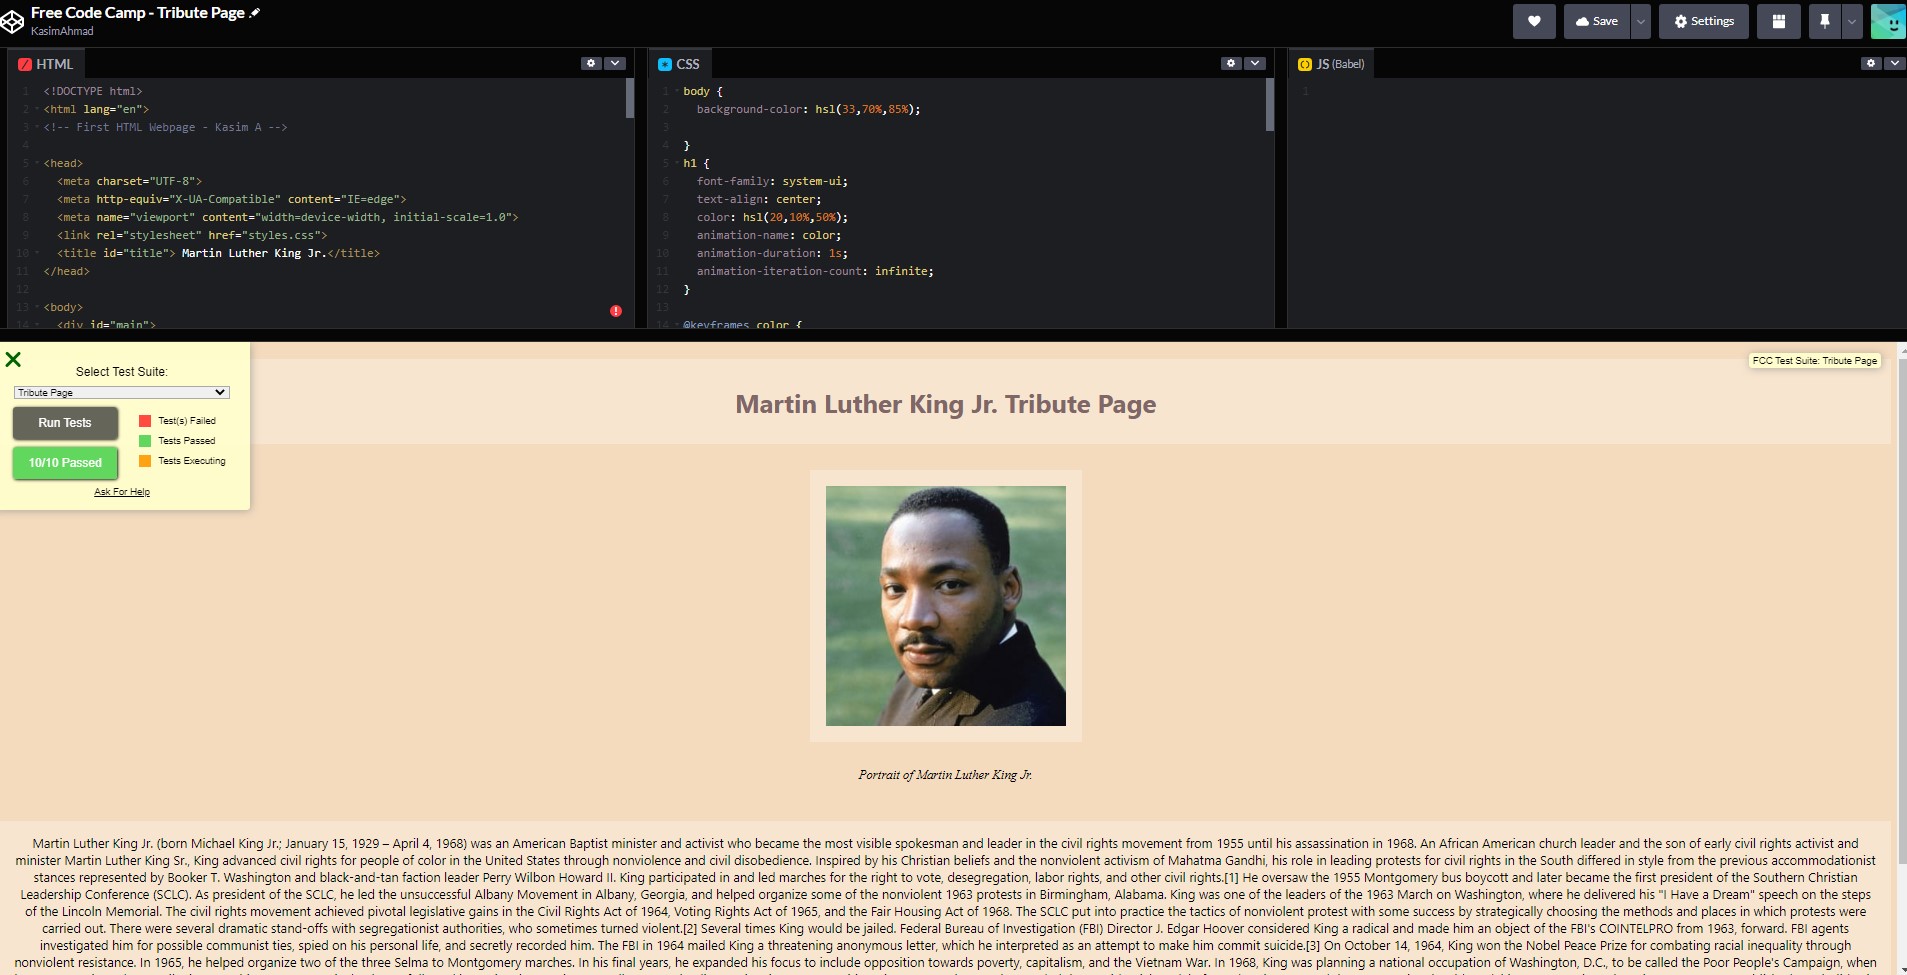 Free Code Camp - Tribute Page
KasimAhmad
Save
Settings
HTML
1 <!DOCTYPE html>
2 <html lang="en">
3 <!-- First HTML Webpage - Kasim A -->
4
5 <head>
6 <meta charset="UTF-8">
7 <meta http-equiv="X-UA-Compatible" content="IE=edge">
8 <meta name="viewport" content="width=device-width, initial-scale=1.0">
9 <link rel="stylesheet" href="styles.css">
10 <title id="title"> Martin Luther King Jr.</title>
11 </head>
12
13 <body>
14 <div id="main">
CSS
1 body {
2 background-color: hsl(33,70%,85%);
3
4 }
5 h1 {
6 font-family: system-ui;
7 text-align: center;
8 color: hsl(20,10%,50%);
9 animation-name: color;
10 animation-duration: 1s;
11 animation-iteration-count: infinite;
12 }
13
14 @keyframes color {
JS (Babel)
1
Select Test Suite:
Tribute Page
Run Tests
Test(s) Failed
Tests Passed
10/10 Passed
Tests Executing
Ask For Help
FCC Test Suite: Tribute Page
Martin Luther King Jr. Tribute Page
Portrait of Martin Luther King Jr.
Martin Luther King Jr. (born Michael King Jr.; January 15, 1929 – April 4, 1968) was an American Baptist minister and activist who became the most visible spokesman and leader in the civil rights movement from 1955 until his assassination in 1968. An African American church leader and the son of early civil rights activist and
minister Martin Luther King Sr., King advanced civil rights for people of color in the United States through nonviolence and civil disobedience. Inspired by his Christian beliefs and the nonviolent activism of Mahatma Gandhi, his role in leading protests for civil rights in the South differed in style from the previous accommodationist
stances represented by Booker T. Washington and black-and-tan faction leader Perry Wilbon Howard II. King participated in and led marches for the right to vote, desegregation, labor rights, and other civil rights.[1] He oversaw the 1955 Montgomery bus boycott and later became the first president of the Southern Christian
Leadership Conference (SCLC). As president of the SCLC, he led the unsuccessful Albany Movement in Albany, Georgia, and helped organize some of the nonviolent 1963 protests in Birmingham, Alabama. King was one of the leaders of the 1963 March on Washington, where he delivered his "I Have a Dream" speech on the steps
of the Lincoln Memorial. The civil rights movement achieved pivotal legislative gains in the Civil Rights Act of 1964, Voting Rights Act of 1965, and the Fair Housing Act of 1968. The SCLC put into practice the tactics of nonviolent protest with some success by strategically choosing the methods and places in which protests were
carried out. There were several dramatic stand-offs with segregationist authorities, who sometimes turned violent.[2] Several times King would be jailed. Federal Bureau of Investigation (FBI) Director J. Edgar Hoover considered King a radical and made him an object of the FBI's COINTELPRO from 1963, forward. FBI agents
investigated him for possible communist ties, spied on his personal life, and secretly recorded him. The FBI in 1964 mailed King a threatening anonymous letter, which he interpreted as an attempt to make him commit suicide.[3] On October 14, 1964, King won the Nobel Peace Prize for combating racial inequality through
nonviolent resistance. In 1965, he helped organize two of the three Selma to Montgomery marches. In his final years, he expanded his focus to include opposition towards poverty, capitalism, and the Vietnam War. In 1968, King was planning a national occupation of Washington, D.C., to be called the Poor People's Campaign, when